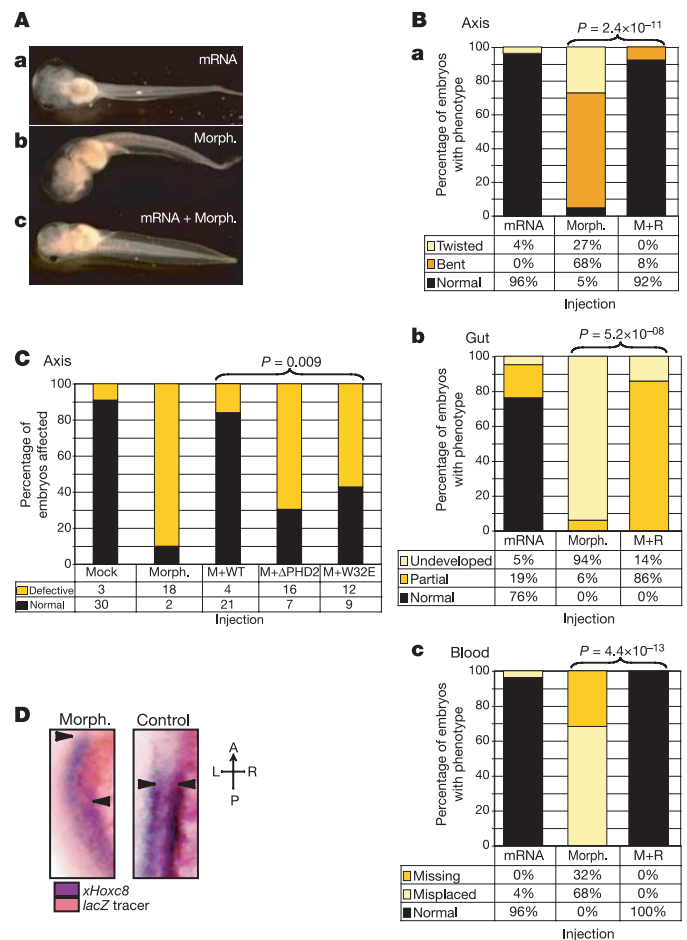 A
a
mRNA
b
Morph.
c
mRNA + Morph.
B
Axis
P = 2.4×10⁻¹¹
a
Percentage of embryos
with phenotype
100
80
60
40
20
0
mRNA Morph. M+R
Twisted 4% 27% 0%
Bent 0% 68% 8%
Normal 96% 5% 92%
Injection
b
Gut
P = 5.2×10⁻⁰⁸
Percentage of embryos
with phenotype
100
80
60
40
20
0
mRNA Morph. M+R
Undeveloped 5% 94% 14%
Partial 19% 6% 86%
Normal 76% 0% 0%
Injection
c
Blood
P = 4.4×10⁻¹³
Percentage of embryos
with phenotype
100
80
60
40
20
0
mRNA Morph. M+R
Missing 0% 32% 0%
Misplaced 4% 68% 0%
Normal 96% 0% 100%
Injection
C
Axis
P = 0.009
Percentage of
embryos affected
100
80
60
40
20
0
Mock Morph. M+WT M+ΔPHD2 M+W32E
Defective 3 18 4 16 12
Normal 30 2 21 7 9
Injection
D
Morph. Control
A
L R
P
xHoxc8
lacZ tracer